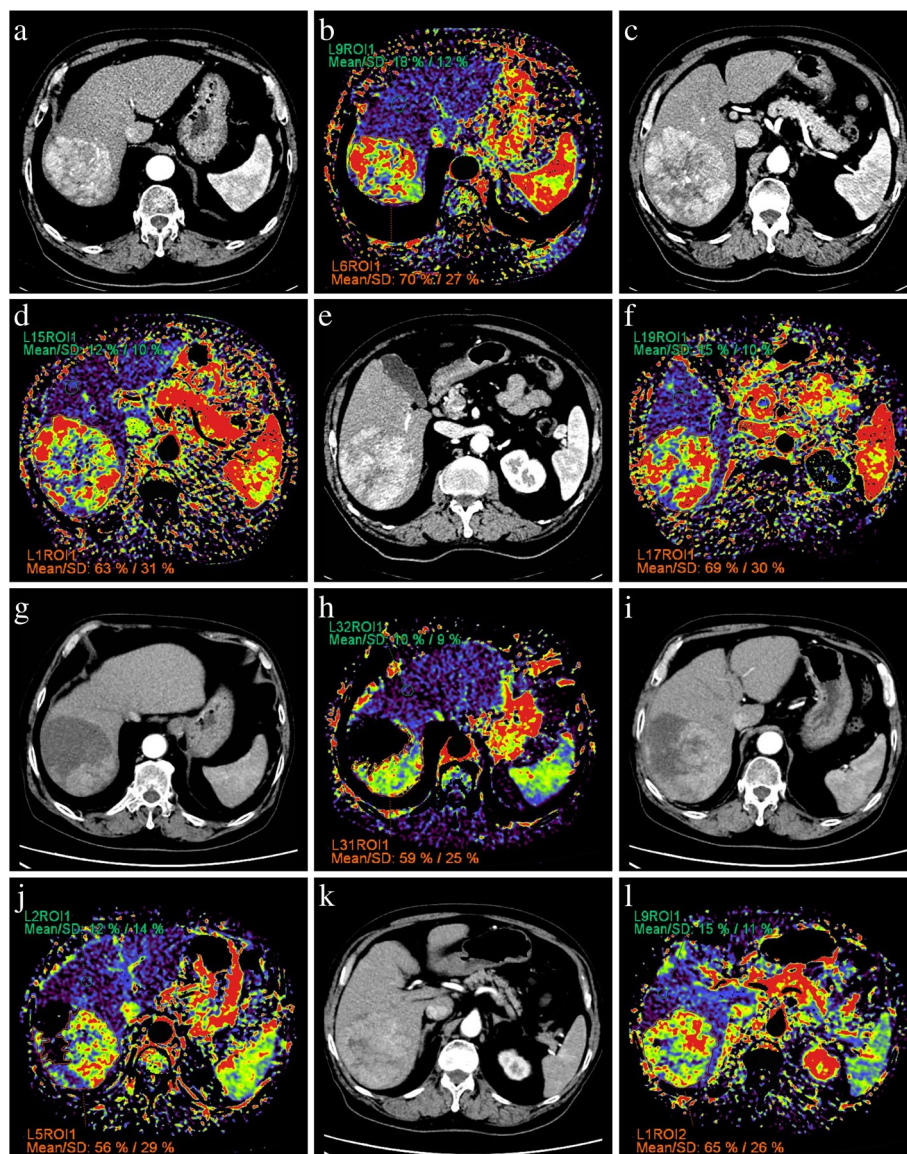 a
b
L9ROI1
Mean/SD: 18 % / 12 %
L6ROI1
Mean/SD: 70 % / 27 %
c
d
L15ROI1
Mean/SD: 12 % / 10 %
L1ROI1
Mean/SD: 63 % / 31 %
e
f
L19ROI1
Mean/SD: 15 % / 10 %
L17ROI1
Mean/SD: 69 % / 30 %
g
h
L32ROI1
Mean/SD: 10 % / 9 %
L31ROI1
Mean/SD: 59 % / 25 %
i
j
L2ROI1
Mean/SD: 12 % / 14 %
L5ROI1
Mean/SD: 56 % / 29 %
k
l
L9ROI1
Mean/SD: 15 % / 11 %
L1ROI2
Mean/SD: 65 % / 26 %